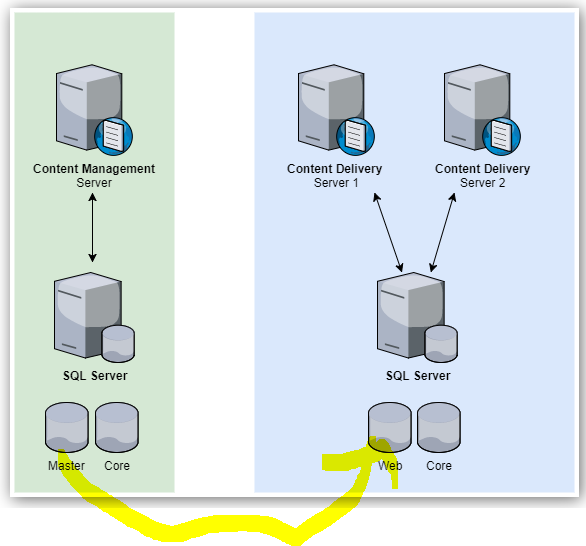 Content Management
Server
Content Delivery
Server 1
Content Delivery
Server 2
SQL Server
SQL Server
Master
Core
Web
Core